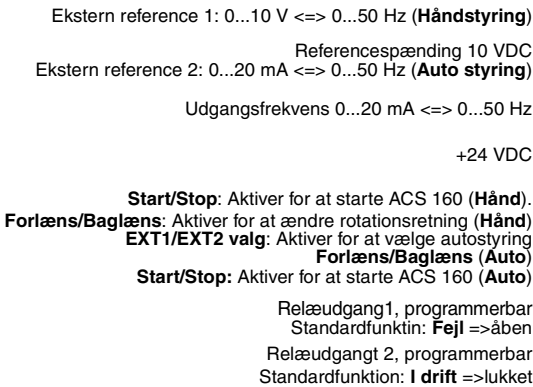 Ekstern reference 1: 0...10 V <=> 0...50 Hz (Håndstyring)
Referencespænding 10 VDC
Ekstern reference 2: 0...20 mA <=> 0...50 Hz (Auto styring)
Udgangsfrekvens 0...20 mA <=> 0...50 Hz
+24 VDC
Start/Stop: Aktiver for at starte ACS 160 (Hånd).
Forlæns/Baglæns: Aktiver for at ændre rotationsretning (Hånd)
EXT1/EXT2 valg: Aktiver for at vælge autostyring
Forlæns/Baglæns (Auto)
Start/Stop: Aktiver for at starte ACS 160 (Auto)
Relæudgang1, programmerbar
Standardfunktin: Fejl =>åben
Relæudgangt 2, programmerbar
Standardfunktion: I drift =>lukket